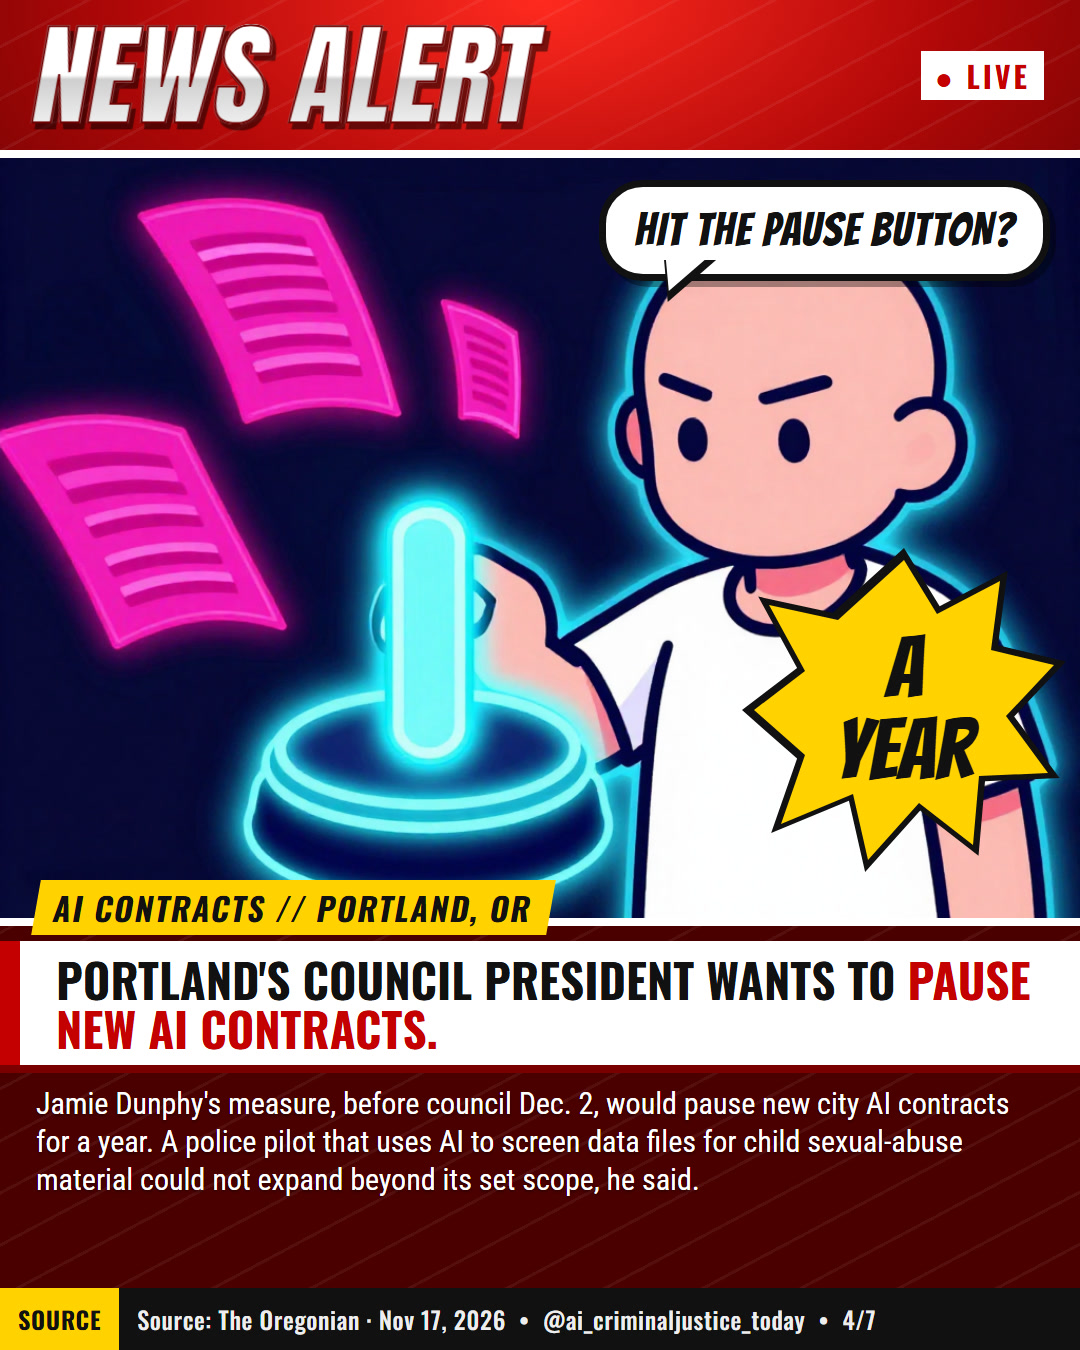 NEWS ALERT
● LIVE
HIT THE PAUSE BUTTON?
A
YEAR
AI CONTRACTS // PORTLAND, OR
PORTLAND'S COUNCIL PRESIDENT WANTS TO PAUSE
NEW AI CONTRACTS.
Jamie Dunphy's measure, before council Dec. 2, would pause new city AI contracts
for a year. A police pilot that uses AI to screen data files for child sexual-abuse
material could not expand beyond its set scope, he said.
SOURCE
Source: The Oregonian · Nov 17, 2026 • @ai_criminaljustice_today • 4/7